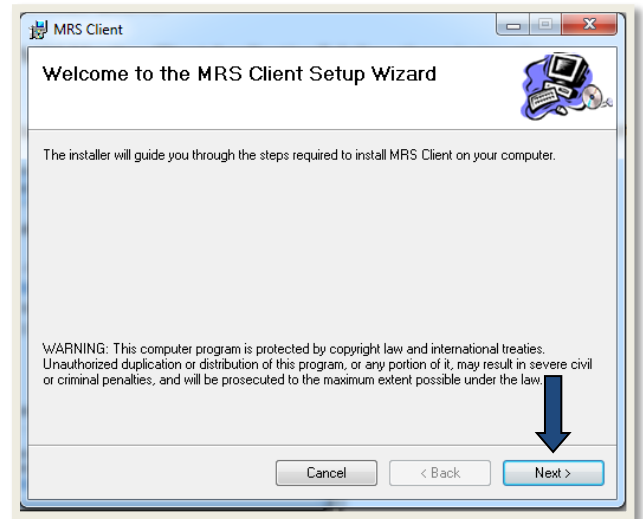 MRS Client
Welcome to the MRS Client Setup Wizard
The installer will guide you through the steps required to install MRS Client on your computer.
WARNING: This computer program is protected by copyright law and international treaties.
Unauthorized duplication or distribution of this program, or any portion of it, may result in severe civil
or criminal penalties, and will be prosecuted to the maximum extent possible under the law.
Cancel < Back Next >